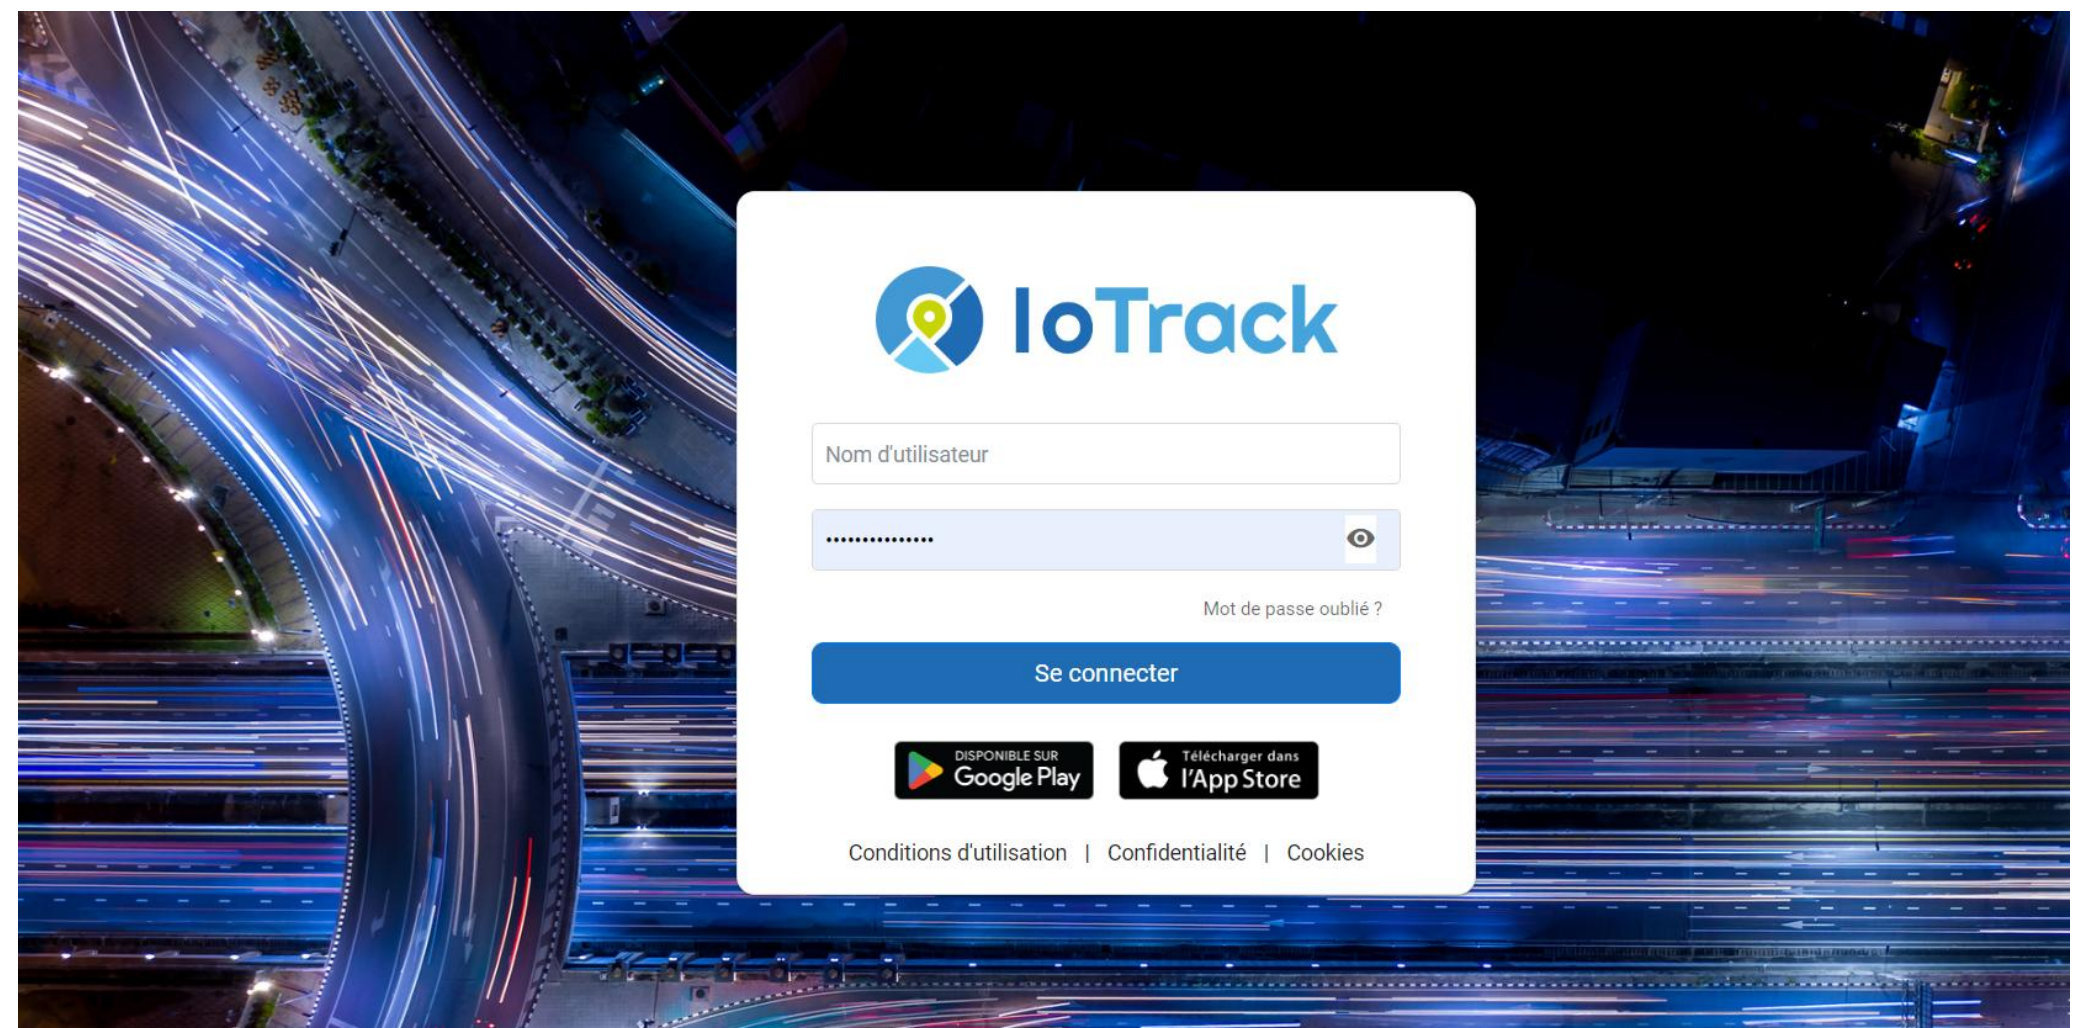 IoTrack
Nom d'utilisateur
•••••••••••••••
Mot de passe oublié ?
Se connecter
DISPONIBLE SUR
Google Play
Télécharger dans
l'App Store
Conditions d'utilisation | Confidentialité | Cookies